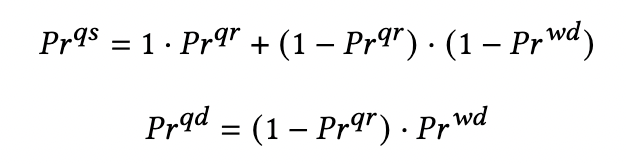 Pr^{qs} = 1 · Pr^{qr} + (1 − Pr^{qr}) · (1 − Pr^{wd})
Pr^{qd} = (1 − Pr^{qr}) · Pr^{wd}